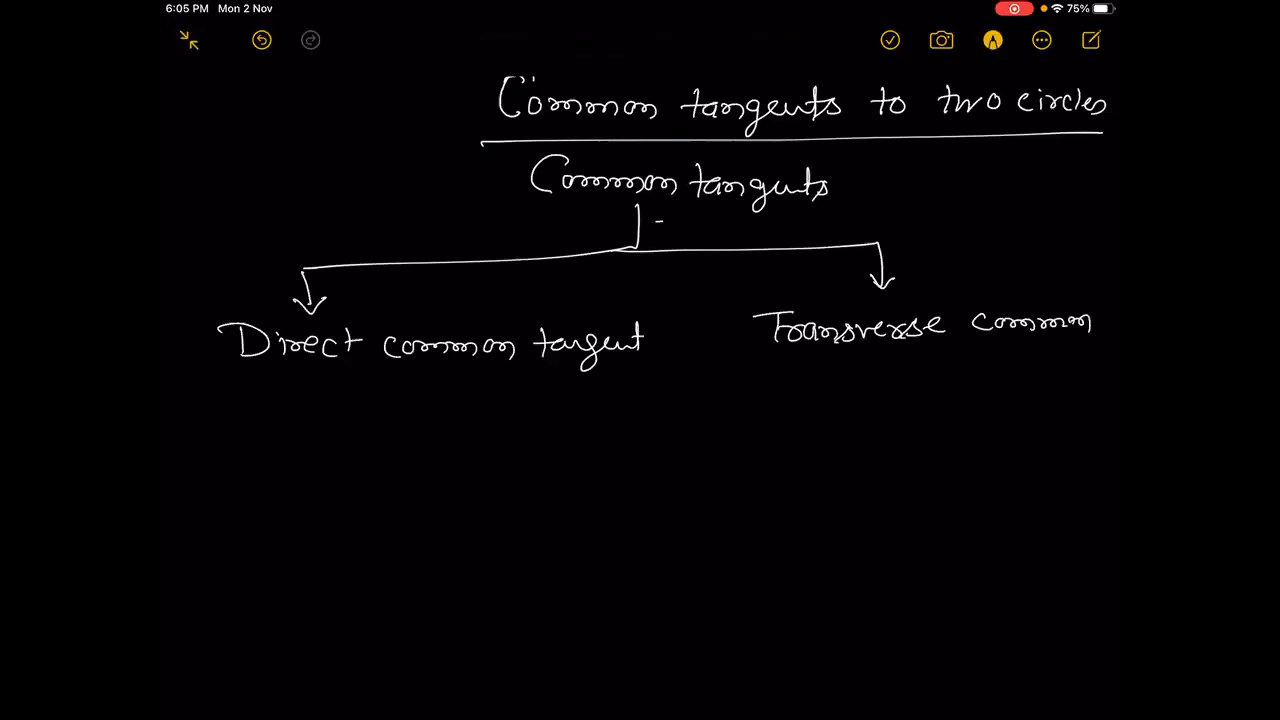 6:05 PM Mon 2 Nov 75%
Common tangents to two circles
Common tangents
Direct common tangent
Transverse common